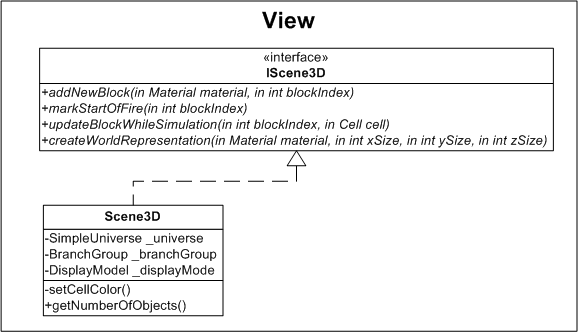 View
«interface»
IScene3D
+addNewBlock(in Material material, in int blockIndex)
+markStartOfFire(in int blockIndex)
+updateBlockWhileSimulation(in int blockIndex, in Cell cell)
+createWorldRepresentation(in Material material, in int xSize, in int ySize, in int zSize)
Scene3D
-SimpleUniverse _universe
-BranchGroup _branchGroup
-DisplayModel _displayMode
-setCellColor()
+getNumberOfObjects()